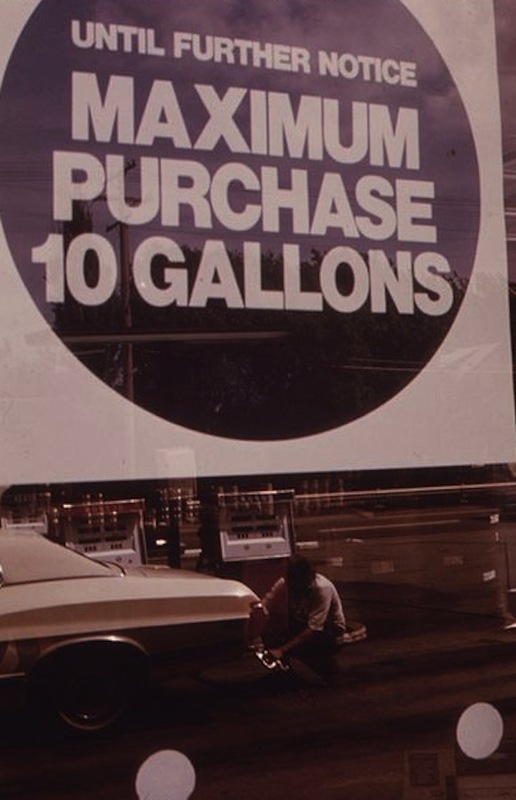 UNTIL FURTHER NOTICE
MAXIMUM
PURCHASE
10 GALLONS